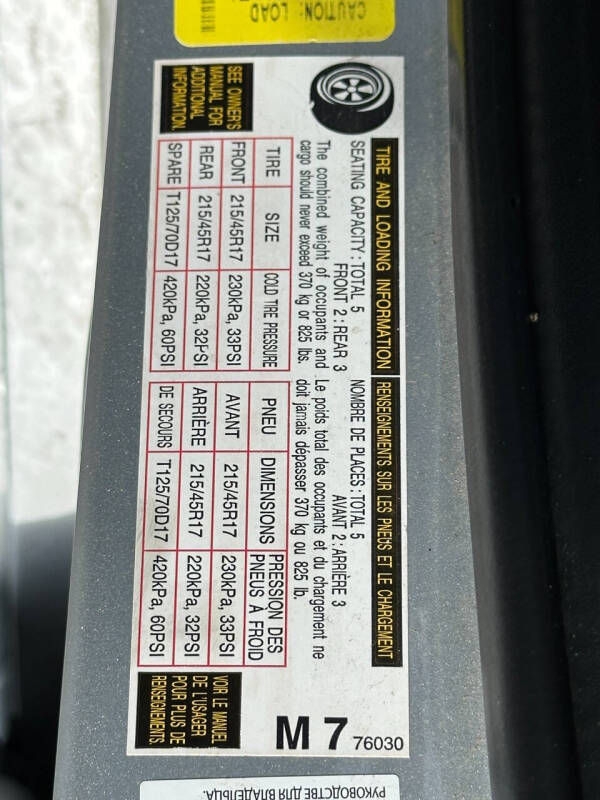 CAUTION: LOAD
TIRE AND LOADING INFORMATION
SEATING CAPACITY : TOTAL 5
FRONT 2 : REAR 3
The combined weight of occupants and
cargo should never exceed 370 kg or 825 lbs.
TIRE SIZE COLD TIRE PRESSURE
FRONT 215/45R17 230kPa, 33PSI
REAR 215/45R17 220kPa, 32PSI
SPARE T125/70D17 420kPa, 60PSI
SEE OWNER'S
MANUAL FOR
ADDITIONAL
INFORMATION.
RENSEIGNEMENTS SUR LES PNEUS ET LE CHARGEMENT
NOMBRE DE PLACES : TOTAL 5
AVANT 2 : ARRIÈRE 3
Le poids total des occupants et du chargement ne
doit jamais dépasser 370 kg ou 825 lb.
PNEU DIMENSIONS PRESSION DES
PNEUS À FROID
AVANT 215/45R17 230kPa, 33PSI
ARRIÈRE 215/45R17 220kPa, 32PSI
DE SECOURS T125/70D17 420kPa, 60PSI
VOIR LE MANUEL
DE L'USAGER
POUR PLUS DE
RENSEIGNEMENTS.
M 7 76030
РУКОВОДСТВЕ ДЛЯ ВЛАДЕЛЬЦА.